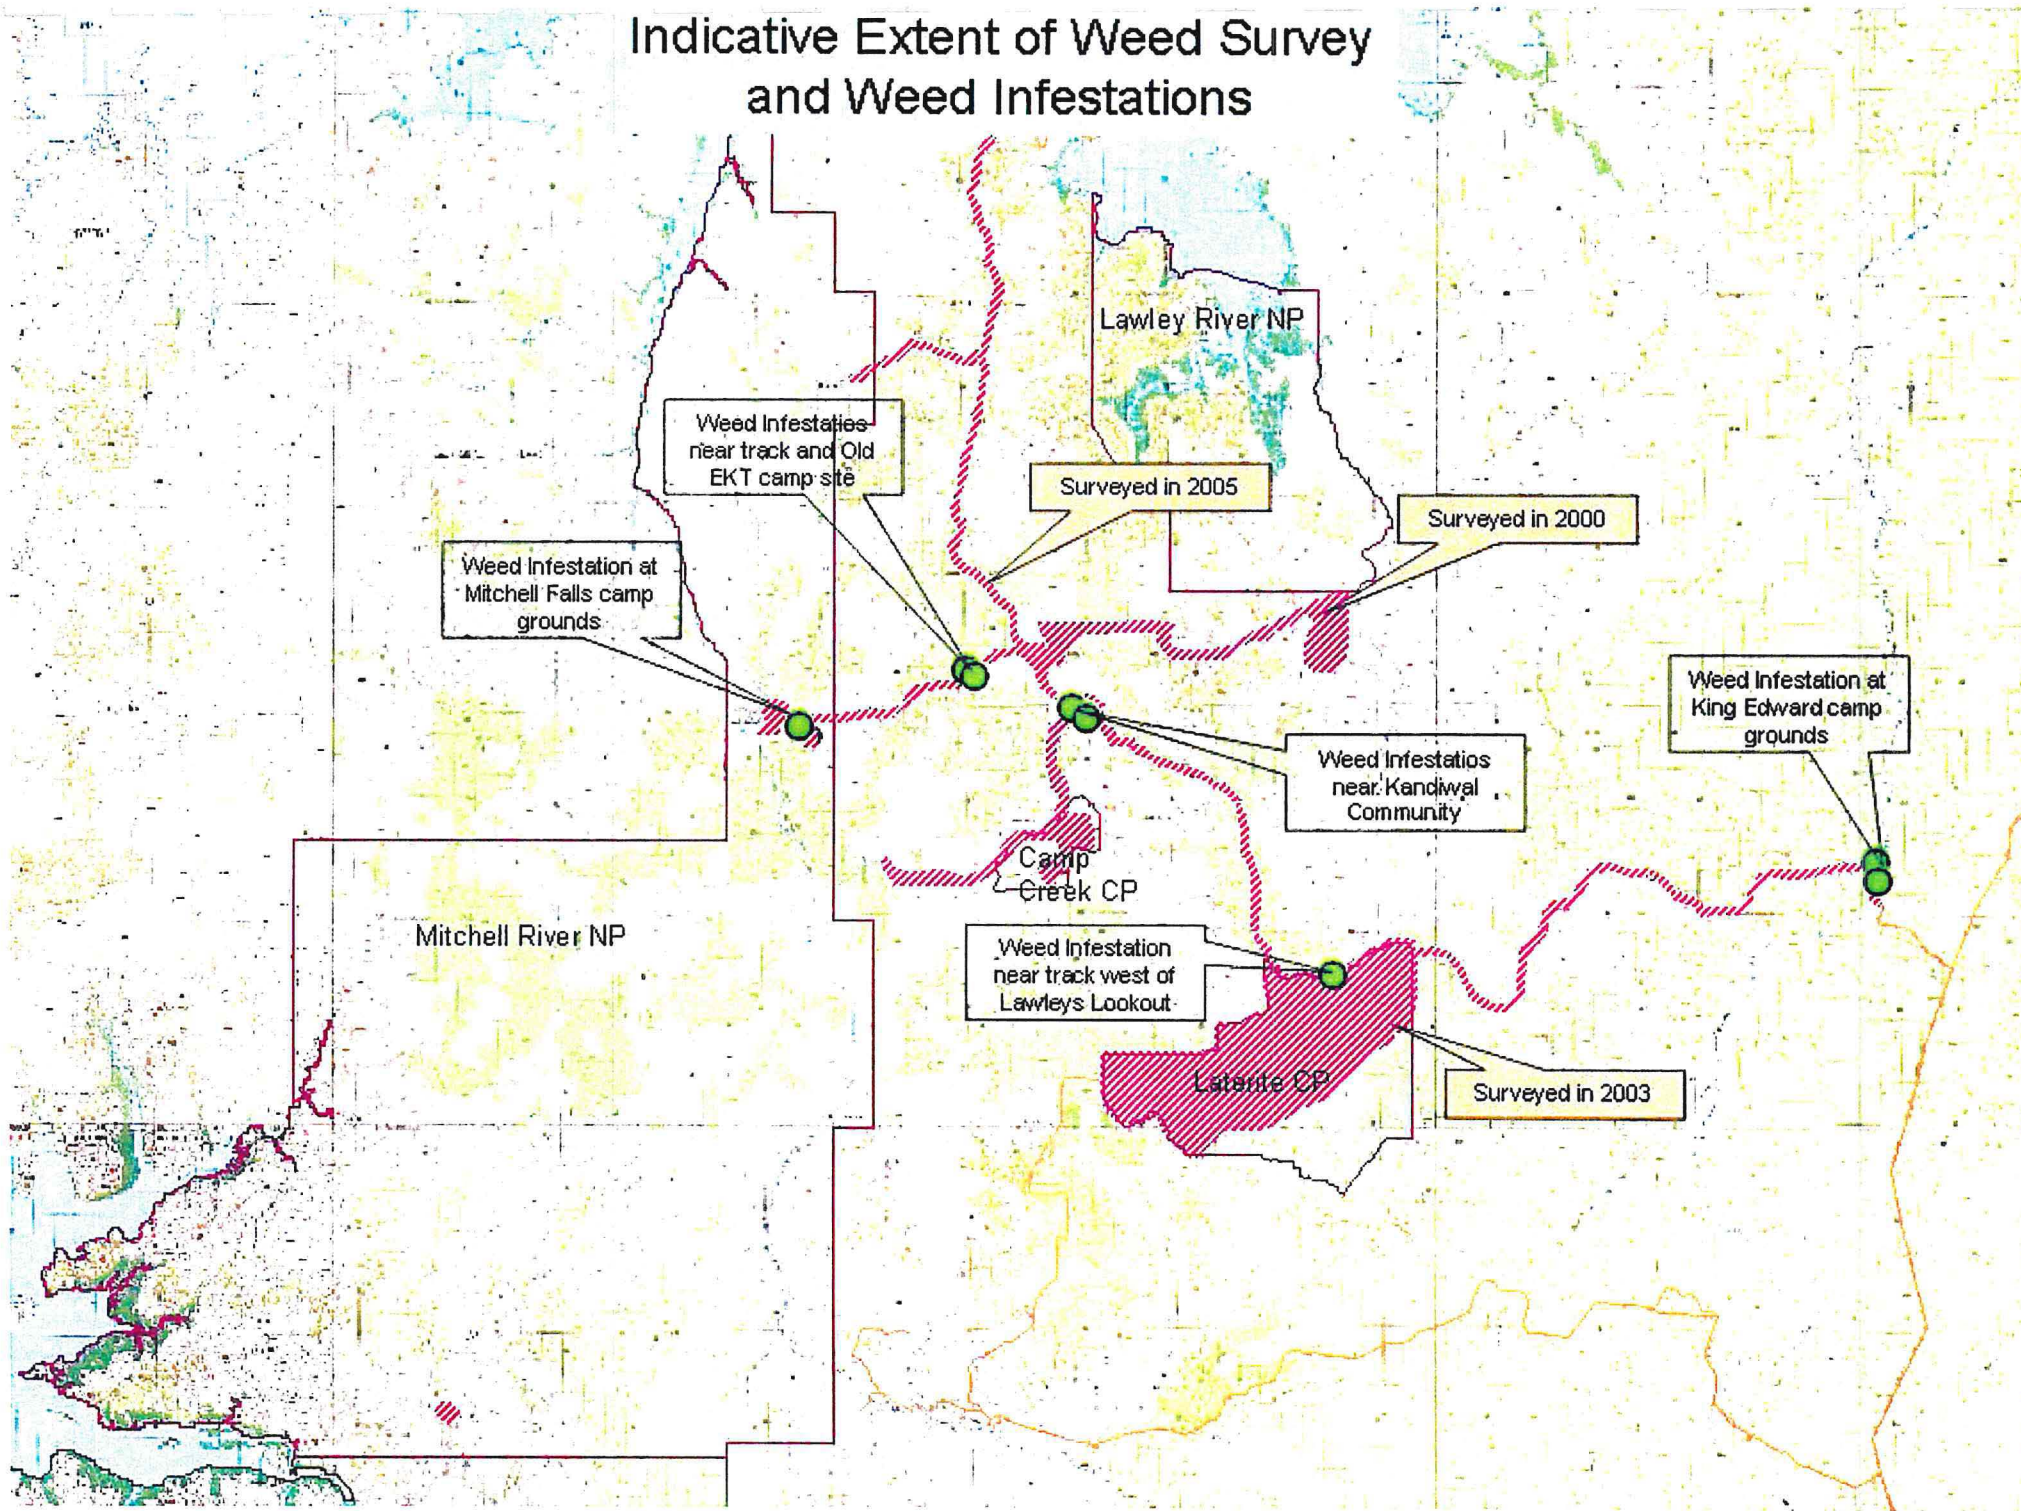 Indicative Extent of Weed Survey
and Weed Infestations
Lawley River NP
Weed Infestatios
near track and Old
EKT camp site
Surveyed in 2005
Surveyed in 2000
Weed Infestation at
Mitchell Falls camp
grounds
Weed Infestation at
King Edward camp
grounds
Weed Infestatios
near Kandiwal
Community
Camp
Creek CP
Mitchell River NP
Weed Infestation
near track west of
Lawleys Lookout
Laterite CP
Surveyed in 2003